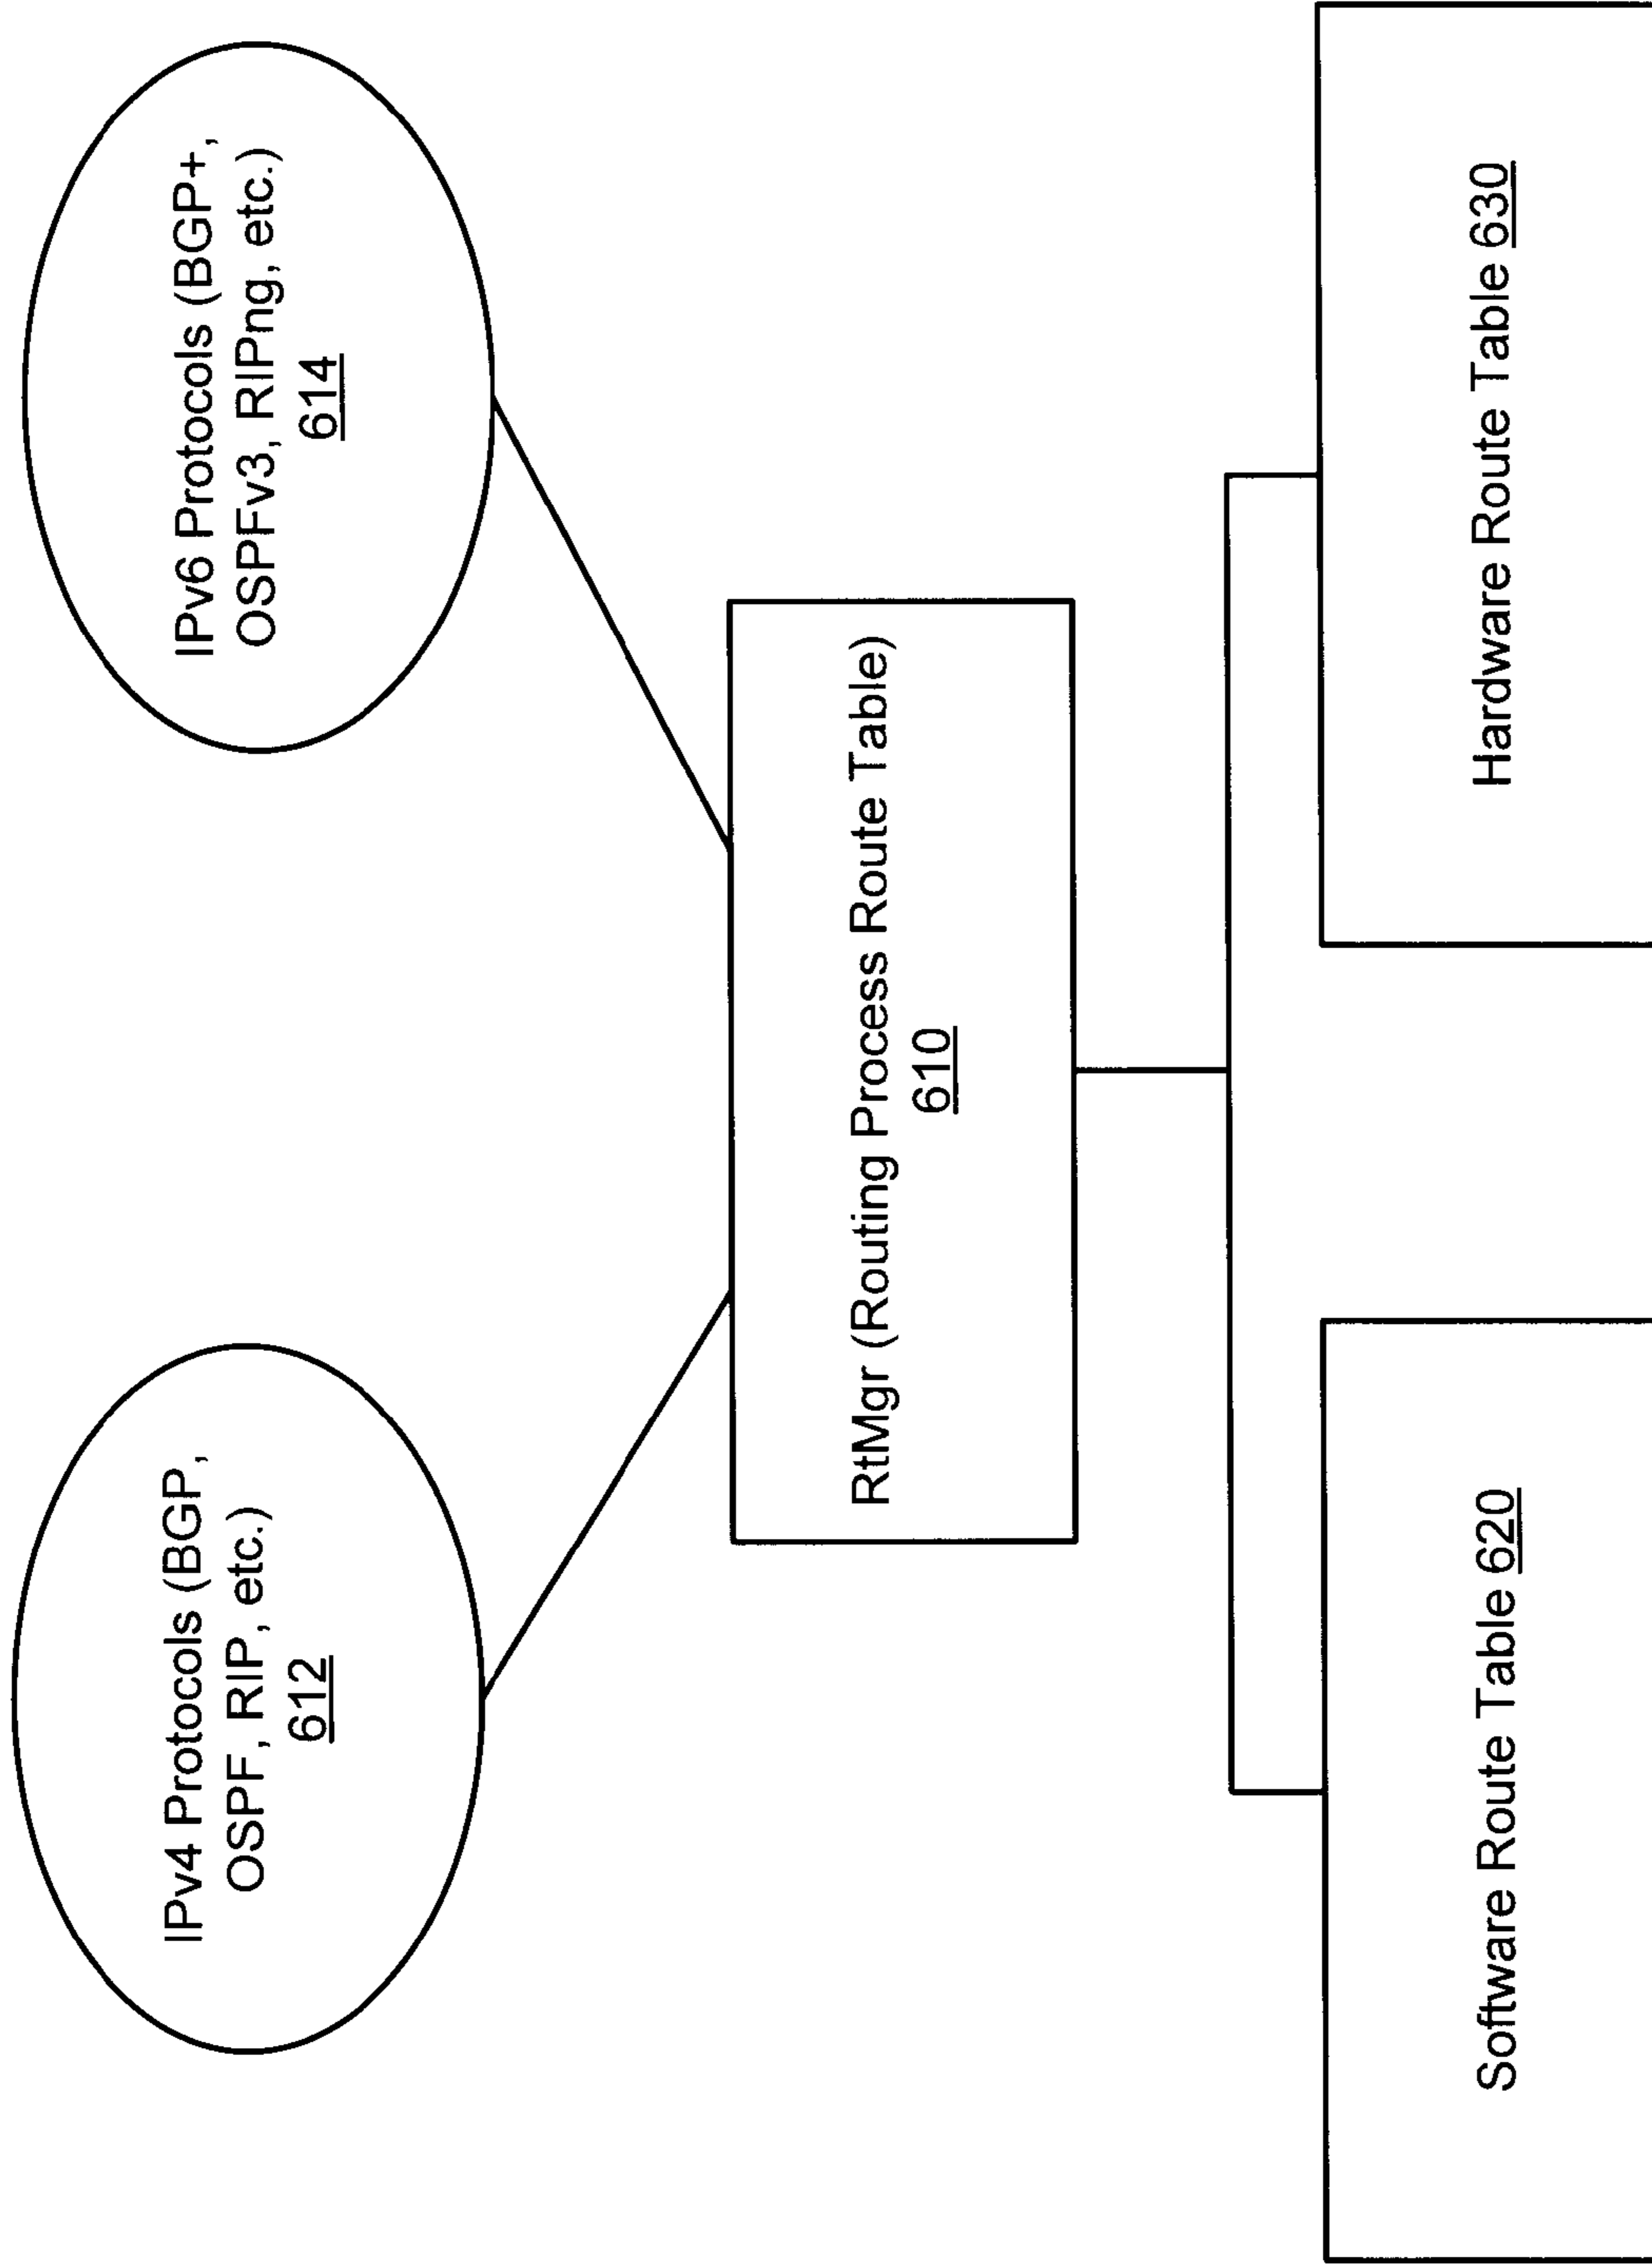 IPv4 Protocols (BGP,
OSPF, RIP, etc.)
612
IPv6 Protocols (BGP+,
OSPFv3, RIPng, etc.)
614
RtMgr (Routing Process Route Table)
610
Software Route Table 620
Hardware Route Table 630